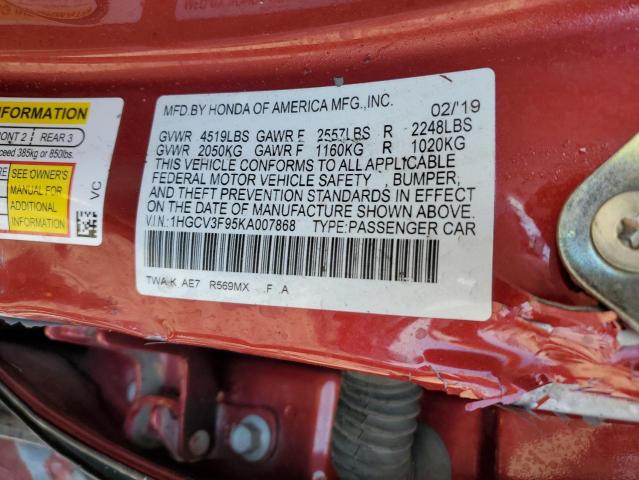 INFORMATION
ONT 2 | REAR 3
ceed 385kg or 850lbs.
SEE OWNER'S
MANUAL FOR
ADDITIONAL
INFORMATION
VC
MFD.BY HONDA OF AMERICA MFG.,INC. 02/'19
GVWR 4519LBS GAWR F 2557LBS R 2248LBS
GVWR 2050KG GAWR F 1160KG R 1020KG
THIS VEHICLE CONFORMS TO ALL APPLICABLE
FEDERAL MOTOR VEHICLE SAFETY , BUMPER,
AND THEFT PREVENTION STANDARDS IN EFFECT
ON THE DATE OF MANUFACTURE SHOWN ABOVE.
V.I.N.:1HGCV3F95KA007868 TYPE:PASSENGER CAR
TWA K AE7 R569MX F A